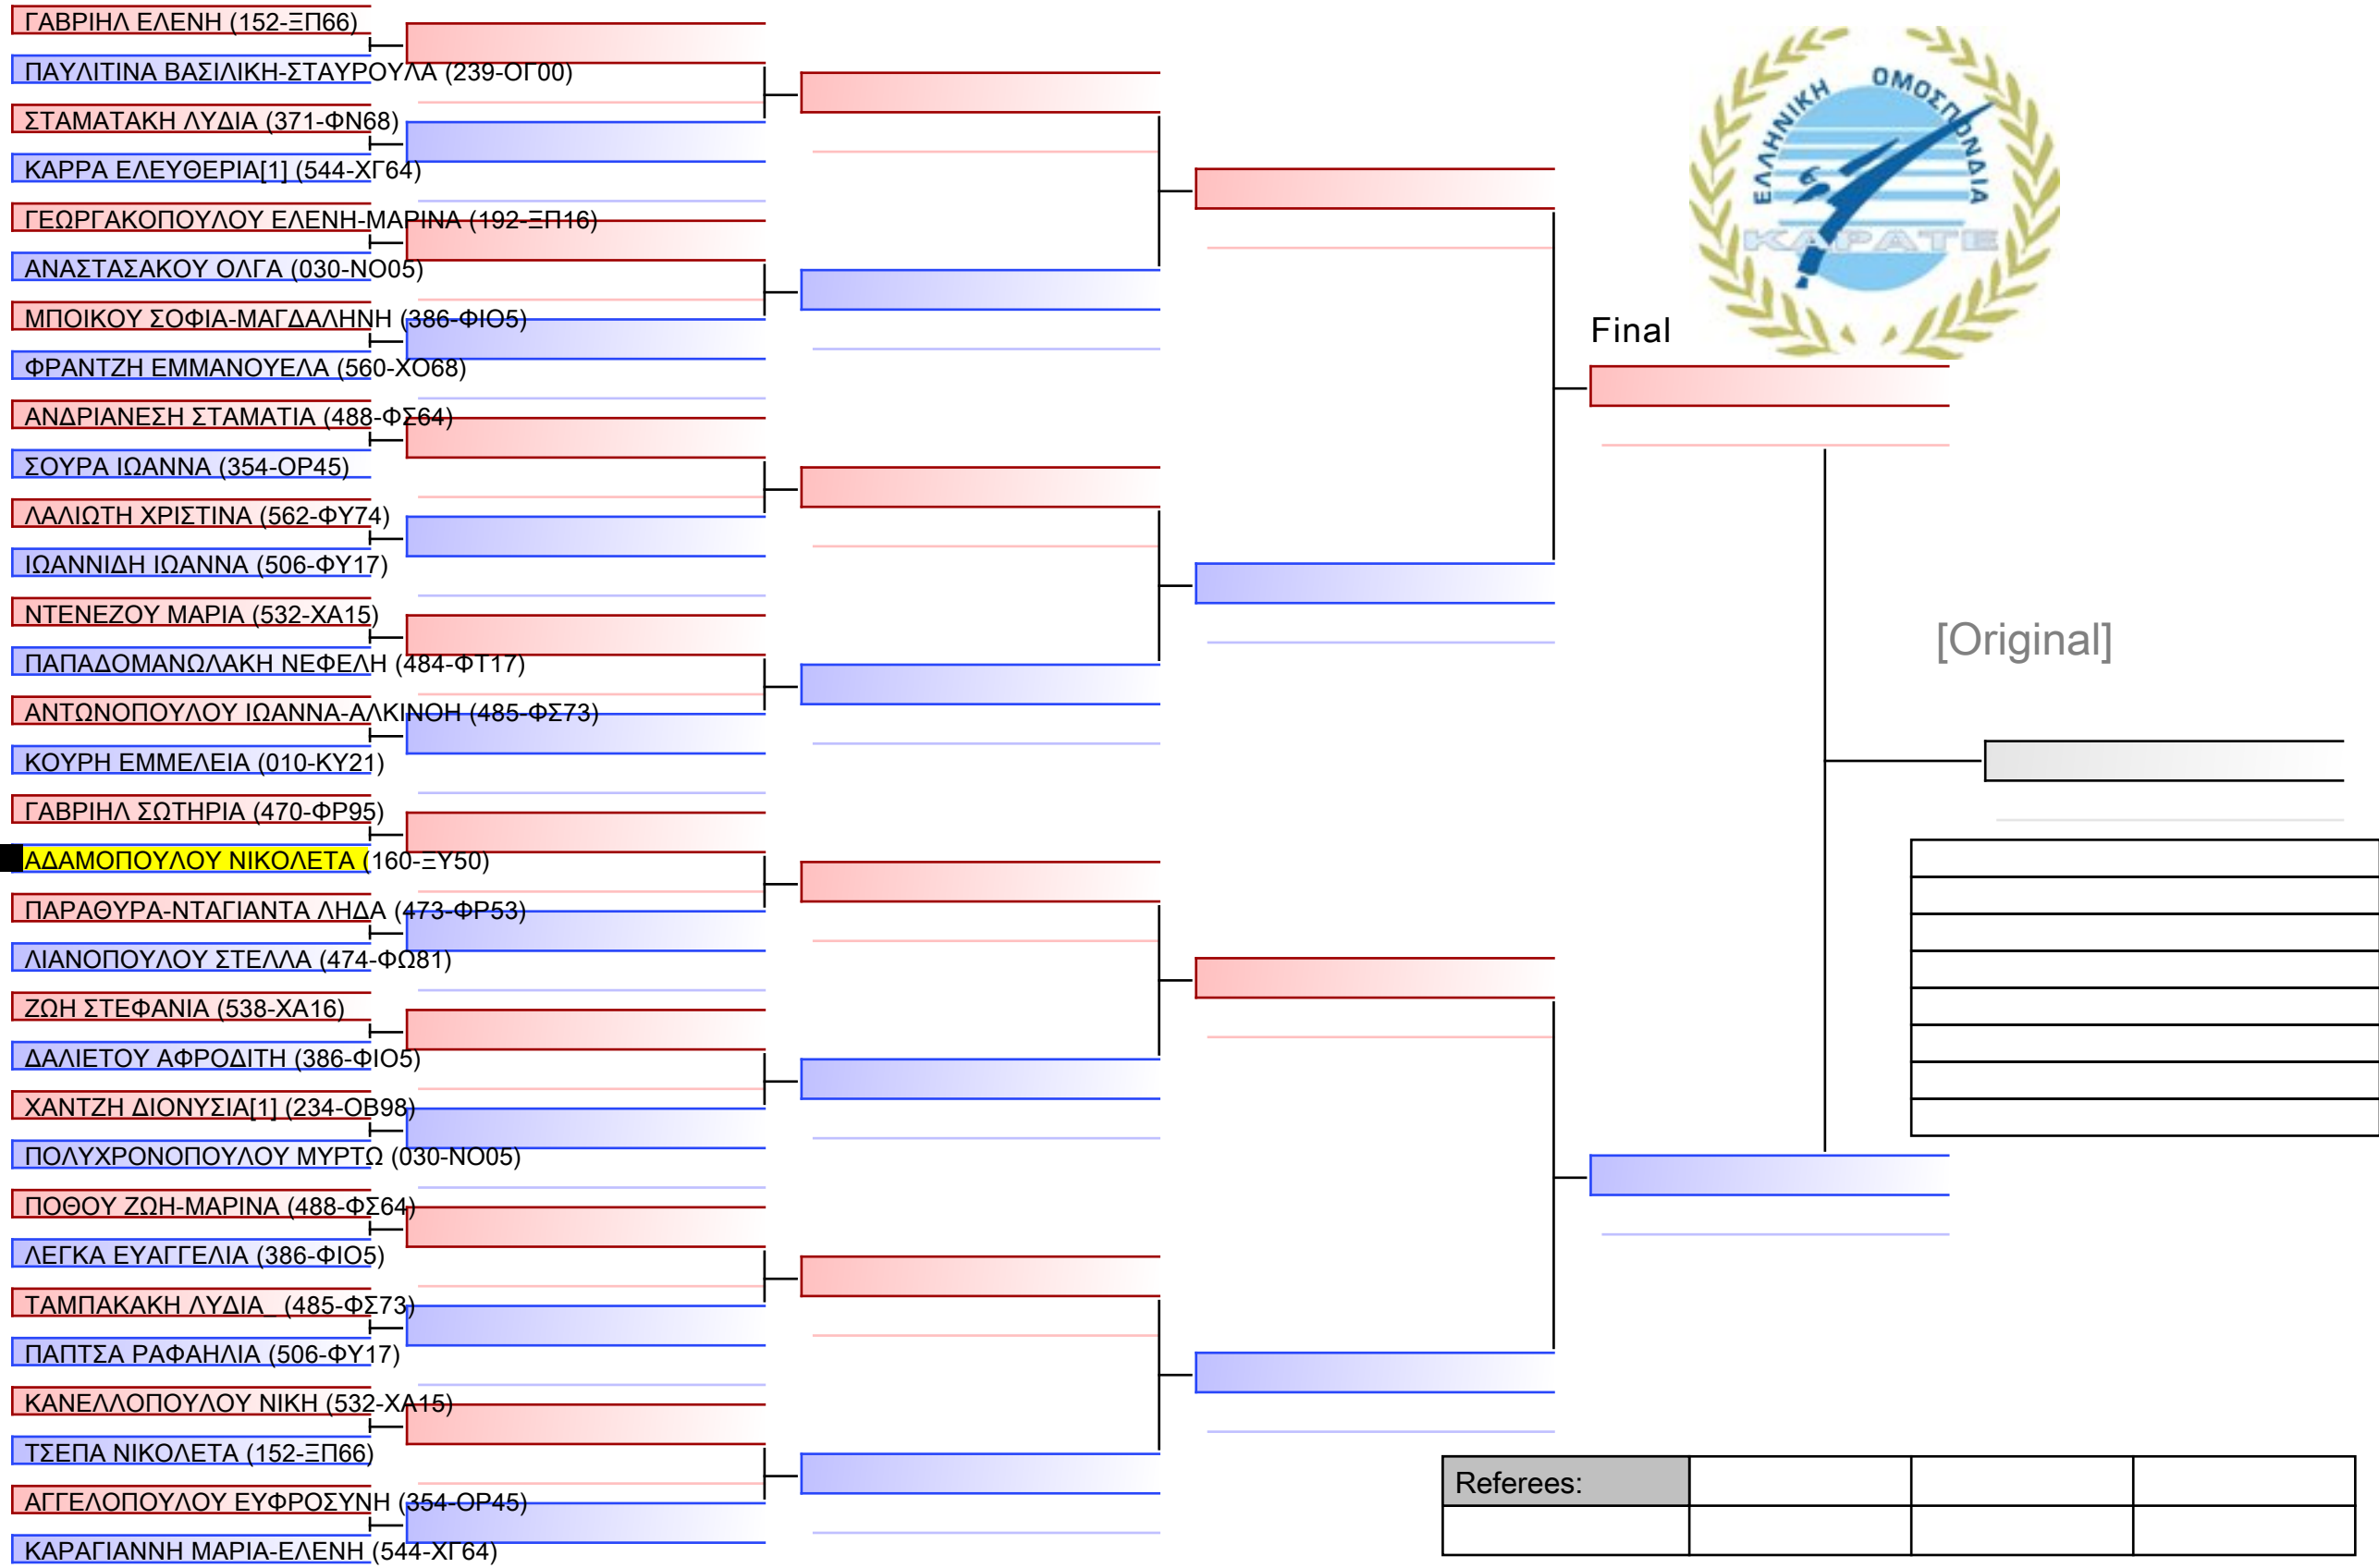 ΓΑΒΡΙΗΛ ΕΛΕΝΗ (152-ΞΠ66)
ΠΑΥΛΙΤΙΝΑ ΒΑΣΙΛΙΚΗ-ΣΤΑΥΡΟΥΛΑ (239-ΟΓ00)
ΣΤΑΜΑΤΑΚΗ ΛΥΔΙΑ (371-ΦΝ68)
ΚΑΡΡΑ ΕΛΕΥΘΕΡΙΑ[1] (544-ΧΓ64)
ΓΕΩΡΓΑΚΟΠΟΥΛΟΥ ΕΛΕΝΗ-ΜΑΡΙΝΑ (192-ΞΠ16)
ΑΝΑΣΤΑΣΑΚΟΥ ΟΛΓΑ (030-ΝΟ05)
ΜΠΟΙΚΟΥ ΣΟΦΙΑ-ΜΑΓΔΑΛΗΝΗ (386-ΦΙΟ5)
ΦΡΑΝΤΖΗ ΕΜΜΑΝΟΥΕΛΑ (560-ΧΟ68)
ΑΝΔΡΙΑΝΕΣΗ ΣΤΑΜΑΤΙΑ (488-ΦΣ64)
ΣΟΥΡΑ ΙΩΑΝΝΑ (354-ΟΡ45)
ΛΑΛΙΩΤΗ ΧΡΙΣΤΙΝΑ (562-ΦΥ74)
ΙΩΑΝΝΙΔΗ ΙΩΑΝΝΑ (506-ΦΥ17)
ΝΤΕΝΕΖΟΥ ΜΑΡΙΑ (532-ΧΑ15)
ΠΑΠΑΔΟΜΑΝΩΛΑΚΗ ΝΕΦΕΛΗ (484-ΦΤ17)
ΑΝΤΩΝΟΠΟΥΛΟΥ ΙΩΑΝΝΑ-ΑΛΚΙΝΟΗ (485-ΦΣ73)
ΚΟΥΡΗ ΕΜΜΕΛΕΙΑ (010-ΚΥ21)
ΓΑΒΡΙΗΛ ΣΩΤΗΡΙΑ (470-ΦΡ95)
ΑΔΑΜΟΠΟΥΛΟΥ ΝΙΚΟΛΕΤΑ (160-ΞΥ50)
ΠΑΡΑΘΥΡΑ-ΝΤΑΓΙΑΝΤΑ ΛΗΔΑ (473-ΦΡ53)
ΛΙΑΝΟΠΟΥΛΟΥ ΣΤΕΛΛΑ (474-ΦΩ81)
ΖΩΗ ΣΤΕΦΑΝΙΑ (538-ΧΑ16)
ΔΑΛΙΕΤΟΥ ΑΦΡΟΔΙΤΗ (386-ΦΙΟ5)
ΧΑΝΤΖΗ ΔΙΟΝΥΣΙΑ[1] (234-ΟΒ98)
ΠΟΛΥΧΡΟΝΟΠΟΥΛΟΥ ΜΥΡΤΩ (030-ΝΟ05)
ΠΟΘΟΥ ΖΩΗ-ΜΑΡΙΝΑ (488-ΦΣ64)
ΛΕΓΚΑ ΕΥΑΓΓΕΛΙΑ (386-ΦΙΟ5)
ΤΑΜΠΑΚΑΚΗ ΛΥΔΙΑ_ (485-ΦΣ73)
ΠΑΠΤΣΑ ΡΑΦΑΗΛΙΑ (506-ΦΥ17)
ΚΑΝΕΛΛΟΠΟΥΛΟΥ ΝΙΚΗ (532-ΧΑ15)
ΤΣΕΠΑ ΝΙΚΟΛΕΤΑ (152-ΞΠ66)
ΑΓΓΕΛΟΠΟΥΛΟΥ ΕΥΦΡΟΣΥΝΗ (354-ΟΡ45)
ΚΑΡΑΓΙΑΝΝΗ ΜΑΡΙΑ-ΕΛΕΝΗ (544-ΧΓ64)
ΕΛΛΗΝΙΚΗ ΟΜΟΣΠΟΝΔΙΑ
ΚΑΡΑΤΕ
Final
[Original]
Referees: